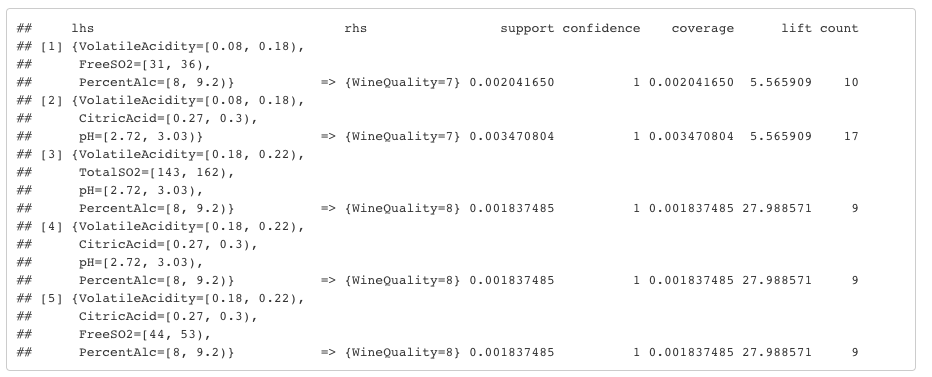 ##     lhs                            rhs                 support confidence    coverage      lift count
## [1] {VolatileAcidity=[0.08, 0.18),
##      FreeSO2=[31, 36),
##      PercentAlc=[8, 9.2)}       => {WineQuality=7} 0.002041650          1 0.002041650  5.565909    10
## [2] {VolatileAcidity=[0.08, 0.18),
##      CitricAcid=[0.27, 0.3),
##      pH=[2.72, 3.03)}           => {WineQuality=7} 0.003470804          1 0.003470804  5.565909    17
## [3] {VolatileAcidity=[0.18, 0.22),
##      TotalSO2=[143, 162),
##      pH=[2.72, 3.03),
##      PercentAlc=[8, 9.2)}       => {WineQuality=8} 0.001837485          1 0.001837485 27.988571     9
## [4] {VolatileAcidity=[0.18, 0.22),
##      CitricAcid=[0.27, 0.3),
##      pH=[2.72, 3.03),
##      PercentAlc=[8, 9.2)}       => {WineQuality=8} 0.001837485          1 0.001837485 27.988571     9
## [5] {VolatileAcidity=[0.18, 0.22),
##      CitricAcid=[0.27, 0.3),
##      FreeSO2=[44, 53),
##      PercentAlc=[8, 9.2)}       => {WineQuality=8} 0.001837485          1 0.001837485 27.988571     9